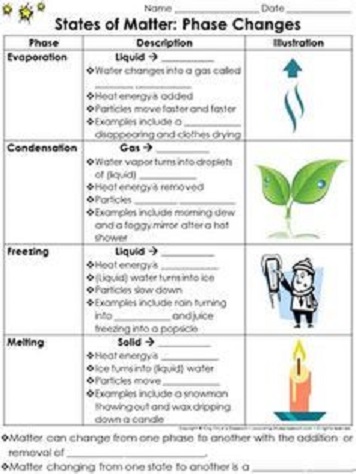 Name ____________ Date ____________
States of Matter: Phase Changes
Phase Description Illustration
Evaporation
Liquid → __________
❖Water changes into a gas called
________ __________.
❖Heat energy is added
❖Particles move faster and faster
❖Examples include a __________
disappearing and clothes drying
Condensation
Gas → __________
❖Water vapor turns into droplets
of (liquid) __________
❖Heat energy is removed
❖Particles ________ __________
❖Examples include morning dew
and a foggy mirror after a hot
shower
Freezing
Liquid → __________
❖Heat energy is __________
❖(Liquid) water turns into ice
❖Particles slow down
❖Examples include rain turning
into __________ and juice
freezing into a popsicle
Melting
Solid → __________
❖Heat energy is __________
❖Ice turns into (liquid) water
❖Particles move __________
❖Examples include a snowman
thawing out and wax dripping
down a candle
❖Matter can change from one phase to another with the addition or
removal of ______________________.
❖Matter changing from one state to another is a ________________